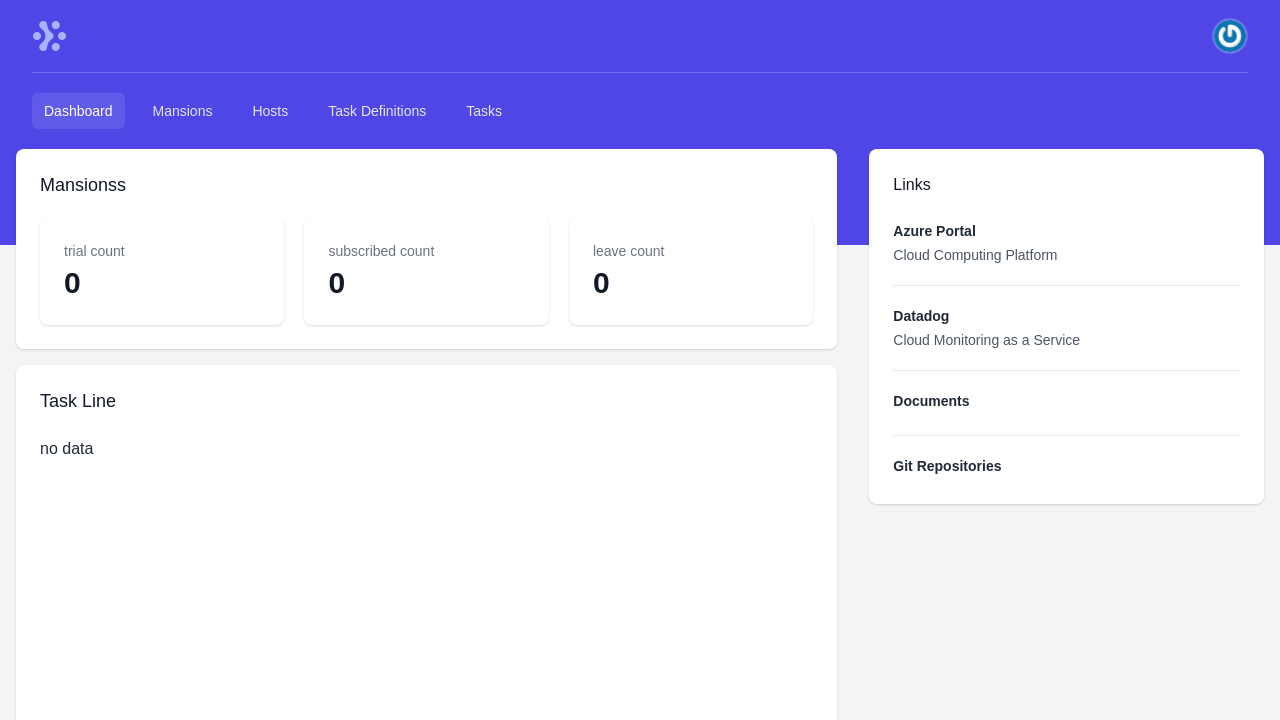 Dashboard
Mansions
Hosts
Task Definitions
Tasks
Mansionss
trial count
0
subscribed count
0
leave count
0
Task Line
no data
Links
Azure Portal
Cloud Computing Platform
Datadog
Cloud Monitoring as a Service
Documents
Git Repositories